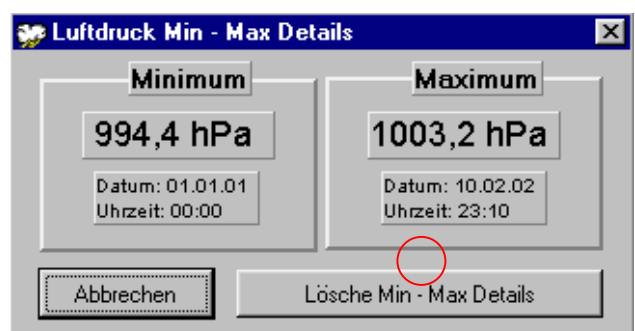 Luftdruck Min - Max Details
Minimum
994,4 hPa
Datum: 01.01.01
Uhrzeit: 00:00
Maximum
1003,2 hPa
Datum: 10.02.02
Uhrzeit: 23:10
Abbrechen
Lösche Min - Max Details